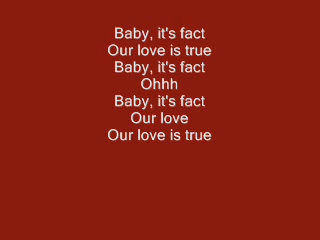 Baby, it's fact
Our love is true
Baby, it's fact
Ohhh
Baby, it's fact
Our love
Our love is true